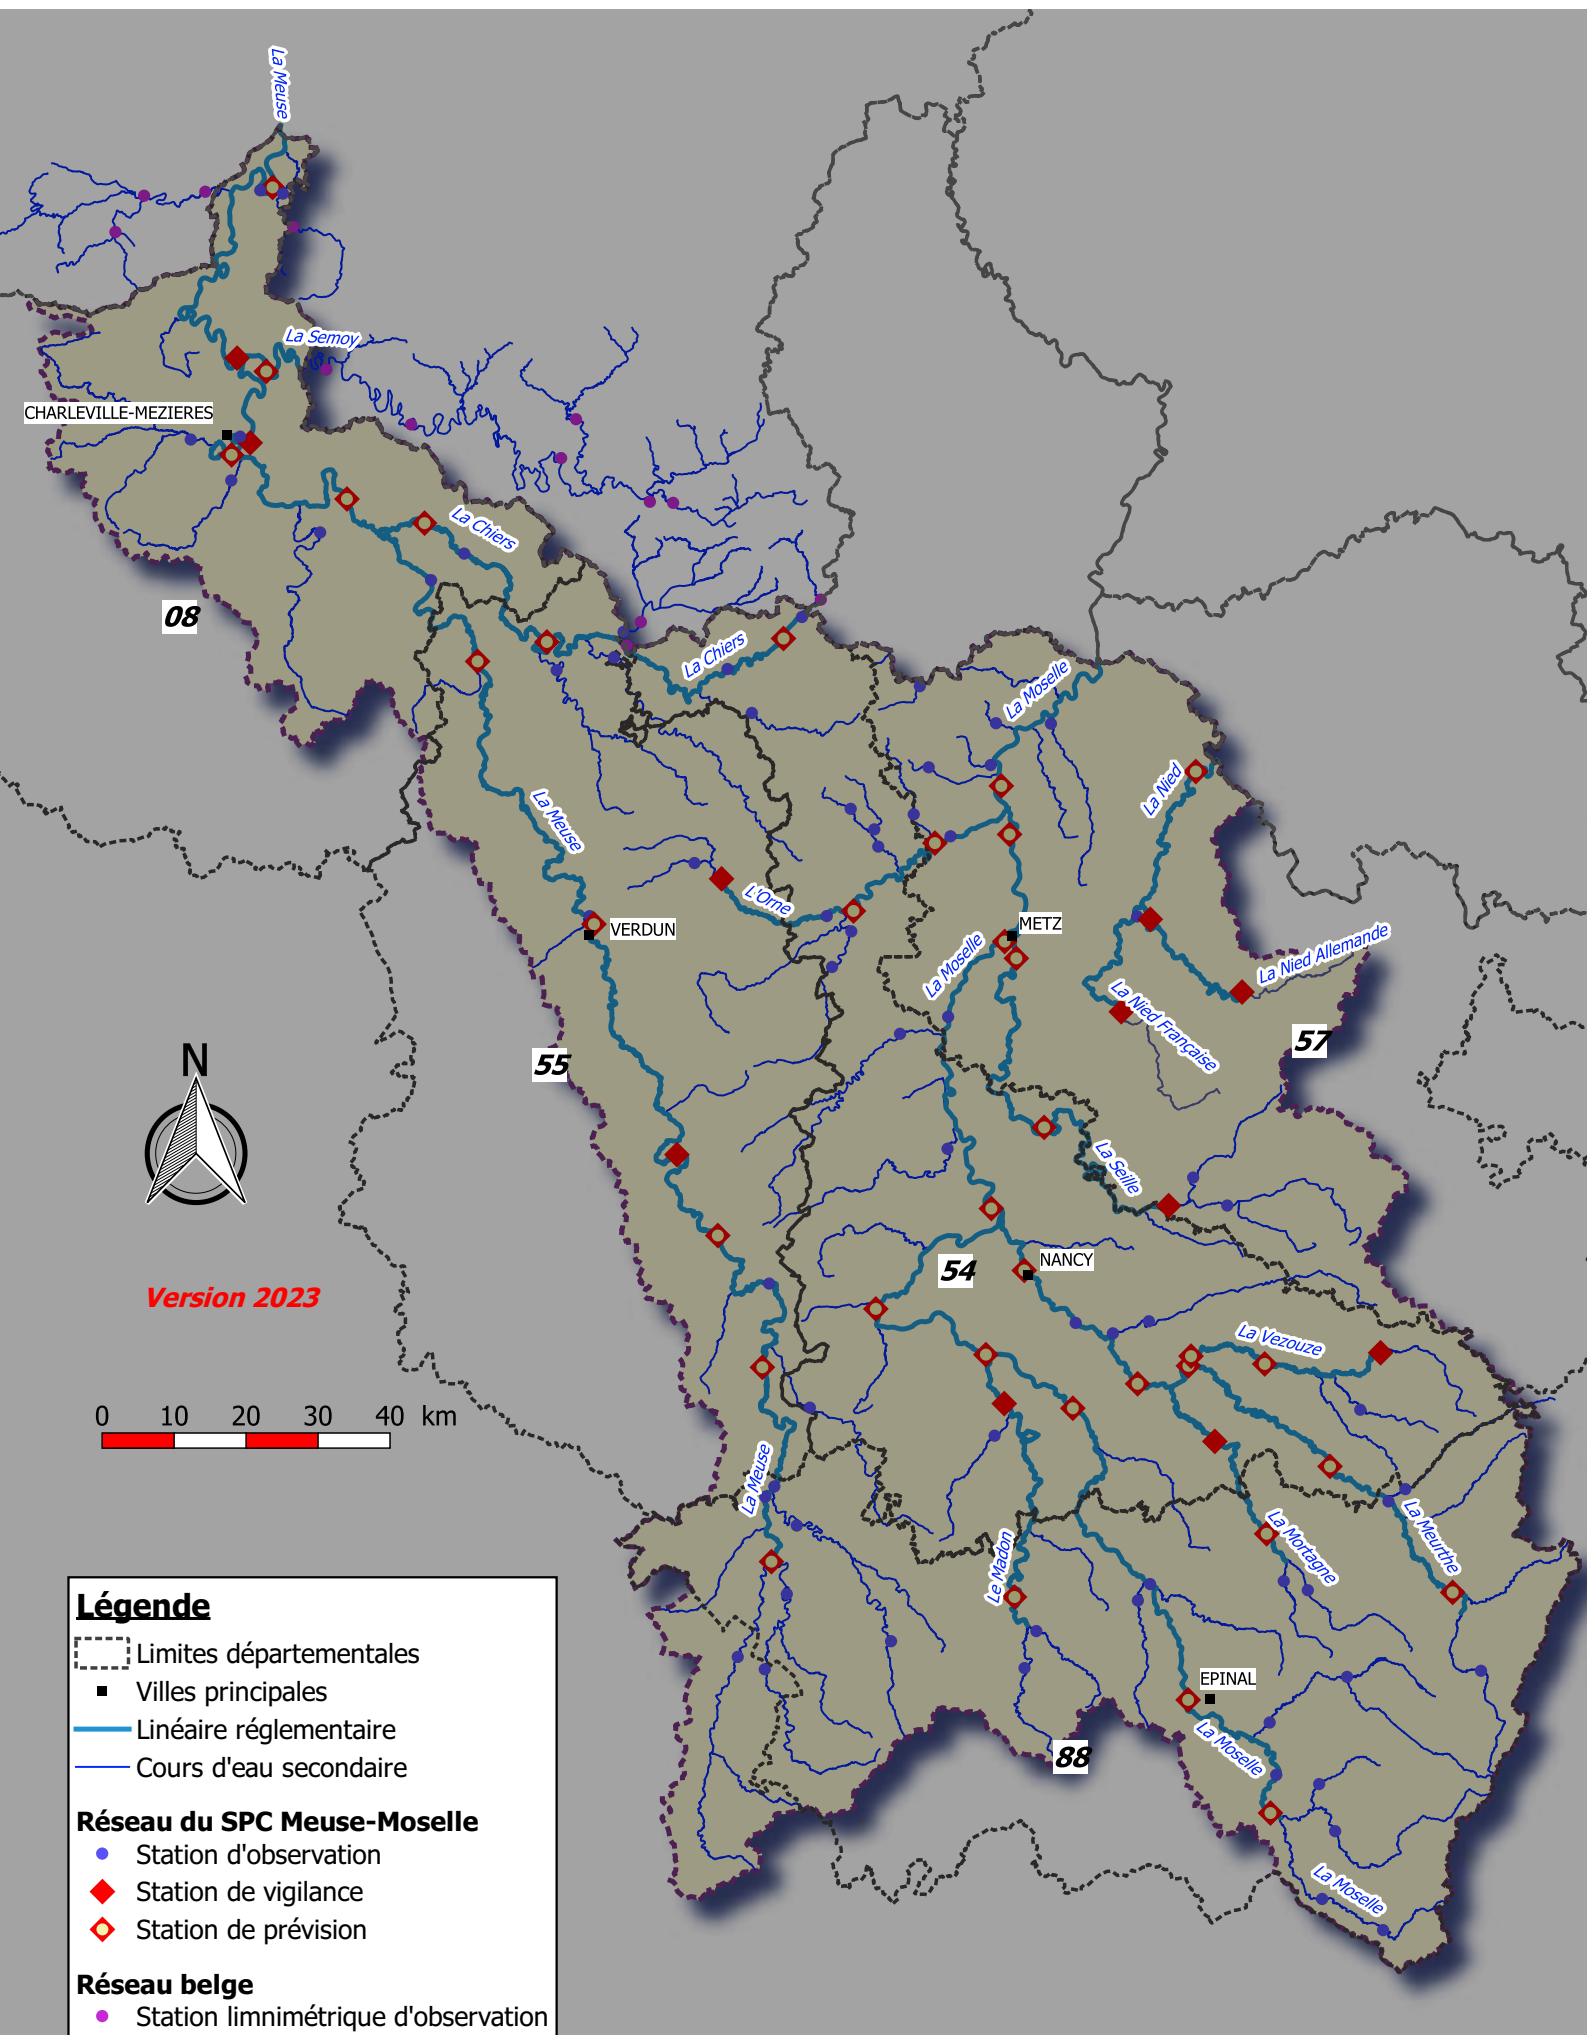 La Meuse
La Semoy
CHARLEVILLE-MEZIERES
La Chiers
08
La Chiers
La Moselle
La Nied
La Meuse
L'Orne
VERDUN
METZ
La Moselle
La Nied Allemande
La Nied Française
57
55
N
La Seille
Version 2023
54
NANCY
La Vezouze
0 10 20 30 40 km
La Meuse
La Meurthe
La Mortagne
Le Madon
EPINAL
La Moselle
88
La Moselle
Légende
Limites départementales
Villes principales
Linéaire réglementaire
Cours d'eau secondaire
Réseau du SPC Meuse-Moselle
Station d'observation
Station de vigilance
Station de prévision
Réseau belge
Station limnimétrique d'observation